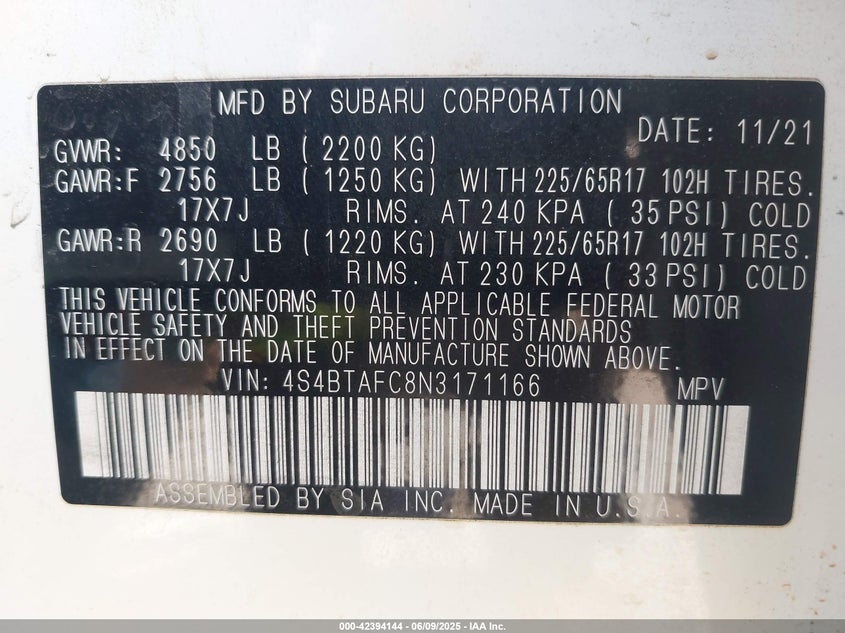 MFD BY SUBARU CORPORATION
DATE: 11/21
GVWR: 4850 LB ( 2200 KG)
GAWR:F 2756 LB ( 1250 KG) WITH 225/65R17 102H TIRES.
17X7J RIMS. AT 240 KPA ( 35 PSI) COLD
GAWR:R 2690 LB ( 1220 KG) WITH 225/65R17 102H TIRES.
17X7J RIMS. AT 230 KPA ( 33 PSI) COLD
THIS VEHICLE CONFORMS TO ALL APPLICABLE FEDERAL MOTOR
VEHICLE SAFETY AND THEFT PREVENTION STANDARDS
IN EFFECT ON THE DATE OF MANUFACTURE SHOWN ABOVE.
VIN: 4S4BTAFC8N3171166 MPV
ASSEMBLED BY SIA INC. MADE IN U.S.A.
000-42394144 - 06/09/2025 - IAA Inc.